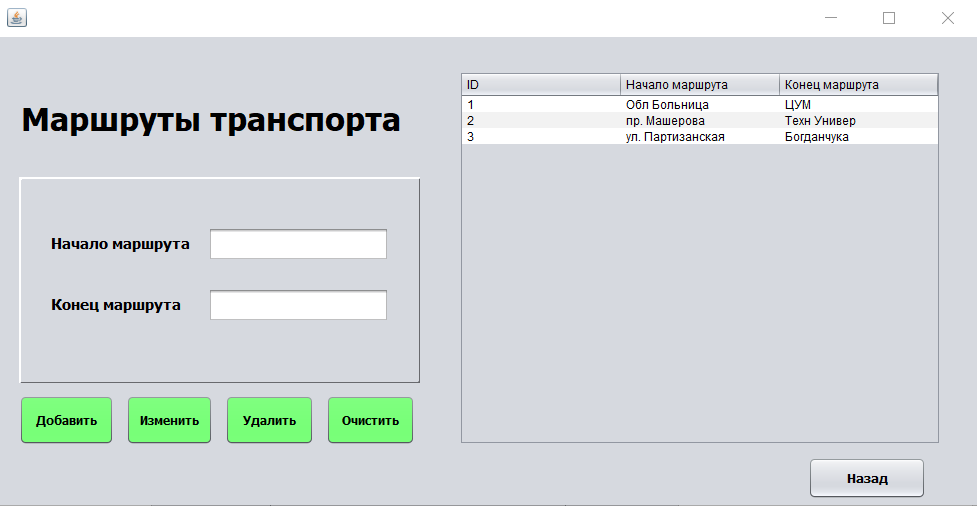 Маршруты транспорта
Начало маршрута
Конец маршрута
Добавить Изменить Удалить Очистить
ID Начало маршрута Конец маршрута
1 Обл Больница ЦУМ
2 пр. Машерова Техн Универ
3 ул. Партизанская Богданчука
Назад